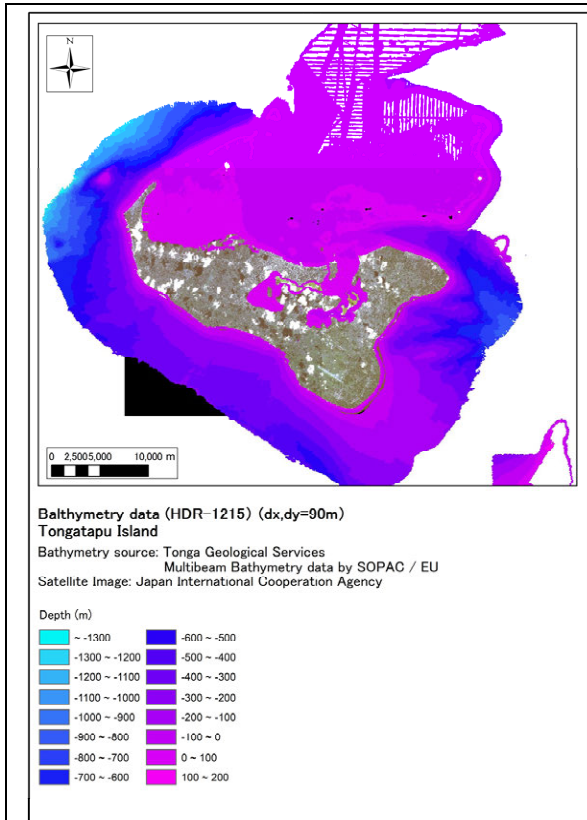 N
0 2,5005,000 10,000 m
Balthymetry data (HDR-1215) (dx,dy=90m)
Tongatapu Island
Bathymetry source: Tonga Geological Services
Multibeam Bathymetry data by SOPAC / EU
Satellite Image: Japan International Cooperation Agency
Depth (m)
~ -1300
-1300 ~ -1200
-1200 ~ -1100
-1100 ~ -1000
-1000 ~ -900
-900 ~ -800
-800 ~ -700
-700 ~ -600
-600 ~ -500
-500 ~ -400
-400 ~ -300
-300 ~ -200
-200 ~ -100
-100 ~ 0
0 ~ 100
100 ~ 200